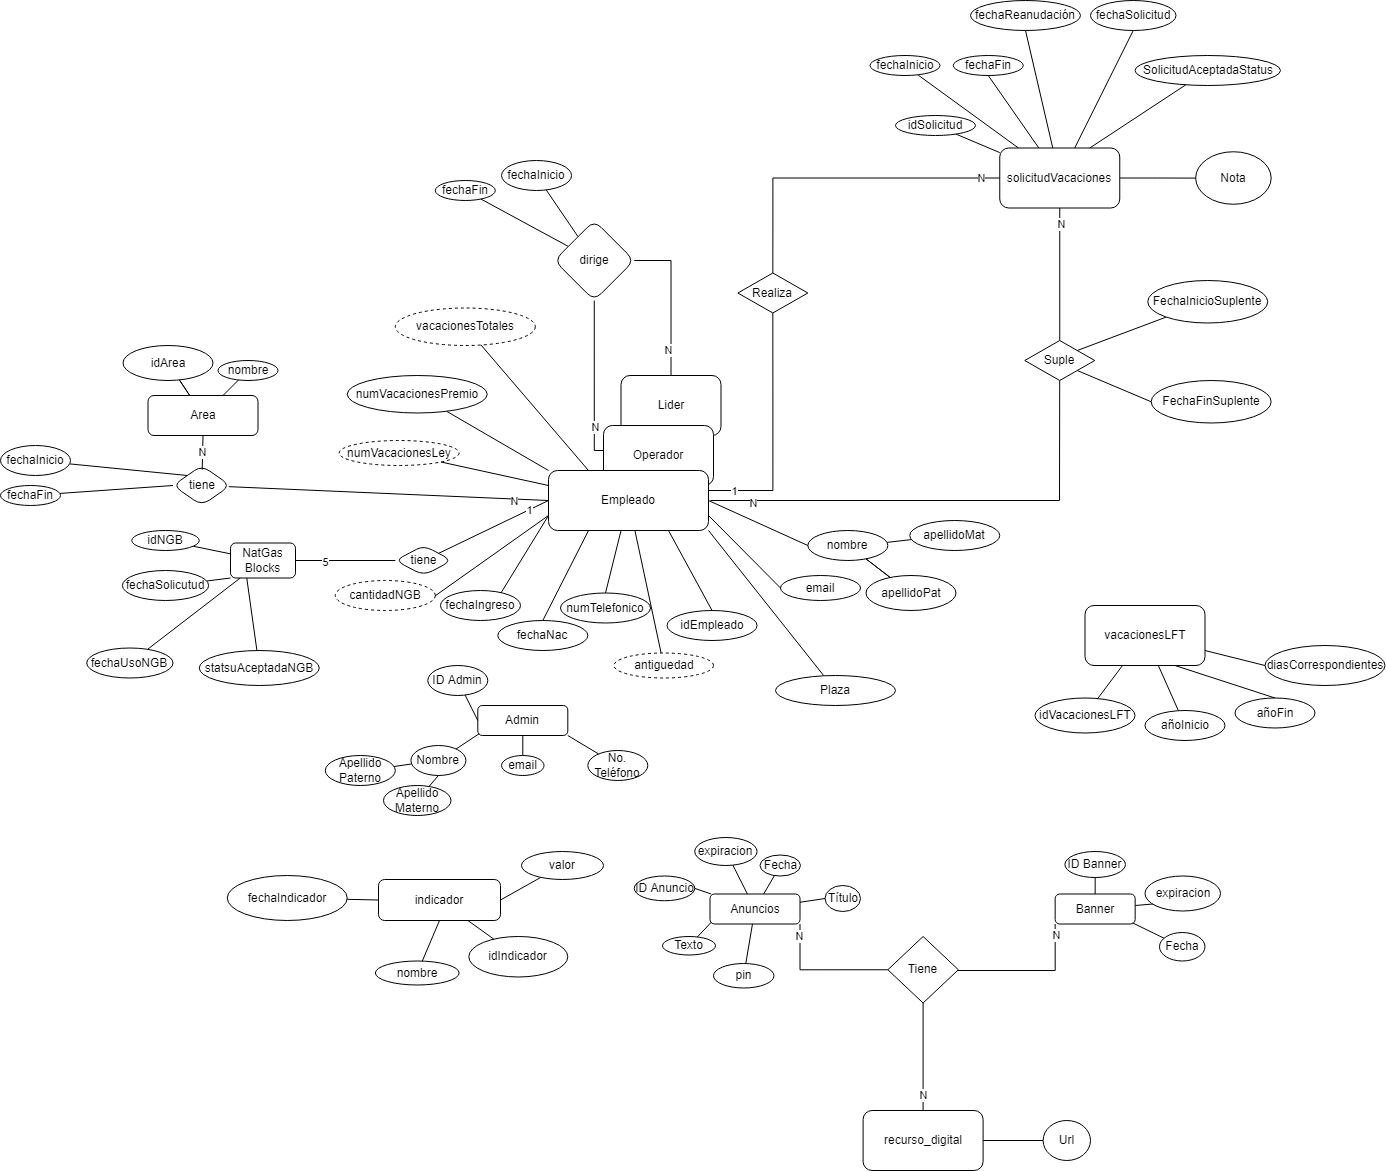 fechaReanudación
fechaSolicitud
fechaInicio
fechaFin
SolicitudAceptadaStatus
idSolicitud
solicitudVacaciones
N
Nota
N
fechaInicio
fechaFin
dirige
Realiza
FechaInicioSuplente
Suple
FechaFinSuplente
vacacionesTotales
N
idArea
nombre
numVacacionesPremio
Lider
Area
N
N
numVacacionesLey
Operador
fechaInicio
fechaFin
tiene
N
1
Empleado
1
N
idNGB
NatGas
Blocks
5
tiene
nombre
apellidoMat
fechaSolicutud
cantidadNGB
fechaIngreso
numTelefonico
email
apellidoPat
fechaNac
idEmpleado
vacacionesLFT
fechaUsoNGB
statsuAceptadaNGB
antiguedad
diasCorrespondientes
ID Admin
Plaza
idVacacionesLFT
añoInicio
añoFin
Admin
Apellido
Paterno
Nombre
email
No.
Teléfono
Apellido
Materno
expiracion
Fecha
valor
ID Banner
ID Anuncio
Título
expiracion
fechaIndicador
indicador
Anuncios
Banner
N
N
Texto
Fecha
idIndicador
nombre
pin
Tiene
N
recurso_digital
Url